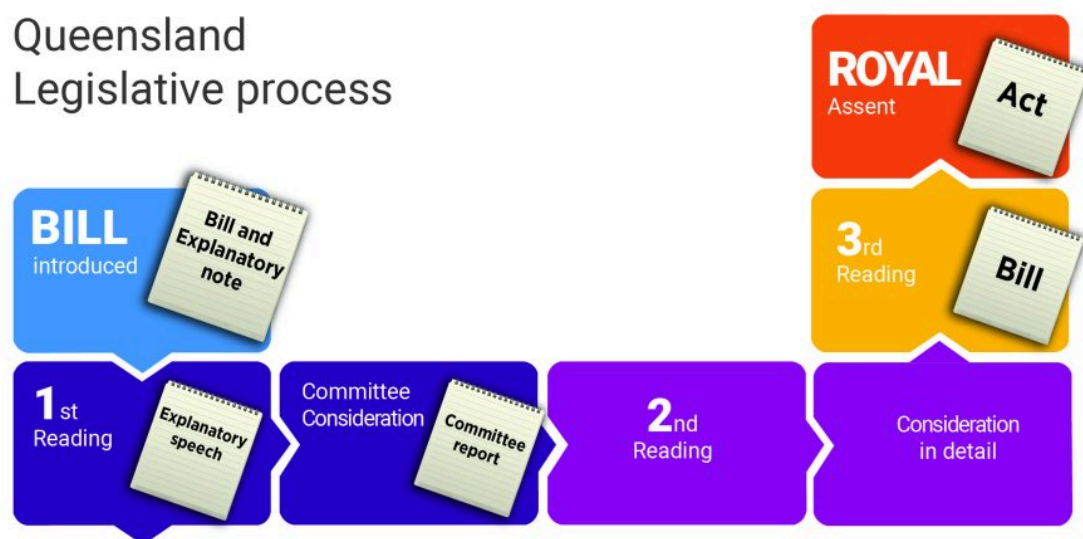 Queensland
Legislative process
BILL
introduced
Bill and
Explanatory
note
1st
Reading
Explanatory
speech
Committee
Consideration
Committee
report
2nd
Reading
Consideration
in detail
3rd
Reading
Bill
ROYAL
Assent
Act